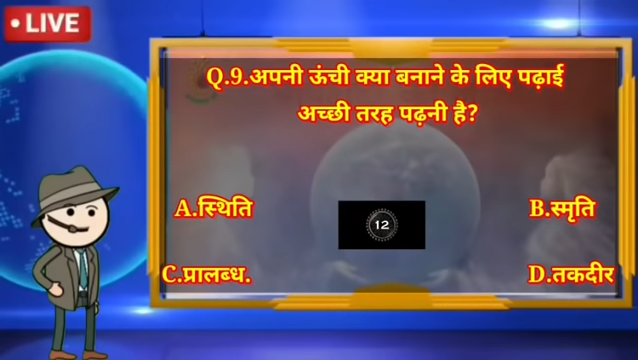 LIVE
Q.9.अपनी ऊंची क्या बनाने के लिए पढ़ाई
अच्छी तरह पढ़नी है?
A.स्थिति
B.स्मृति
12
C.प्रालब्ध.
D.तकदीर